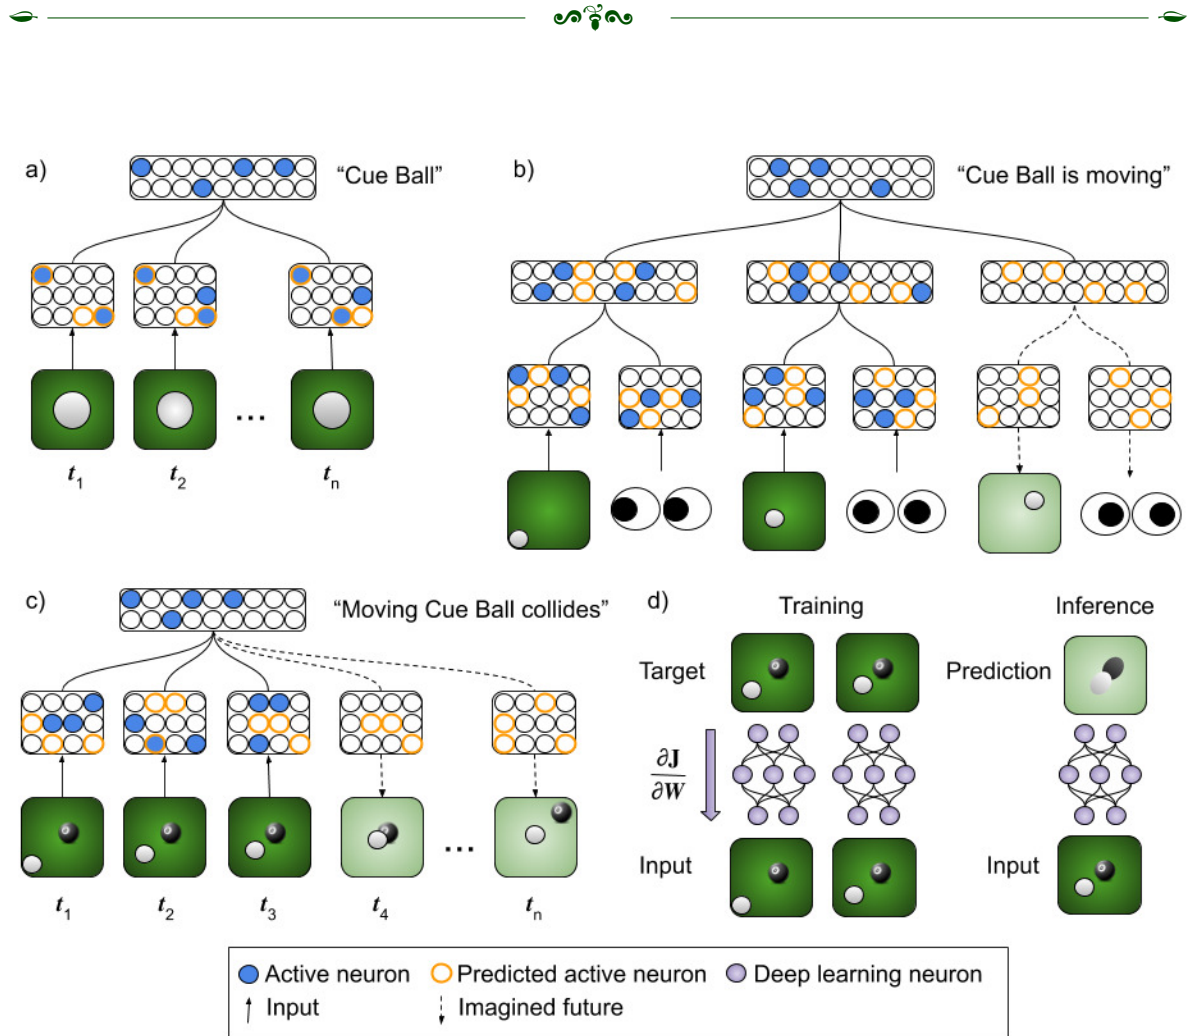 a)
“Cue Ball”
...
t1
t2
tn
b)
“Cue Ball is moving”
c)
“Moving Cue Ball collides”
...
t1
t2
t3
t4
tn
d)
Training
Inference
Target
Prediction
∂J
∂W
Input
Input
Active neuron
Predicted active neuron
Deep learning neuron
Input
Imagined future